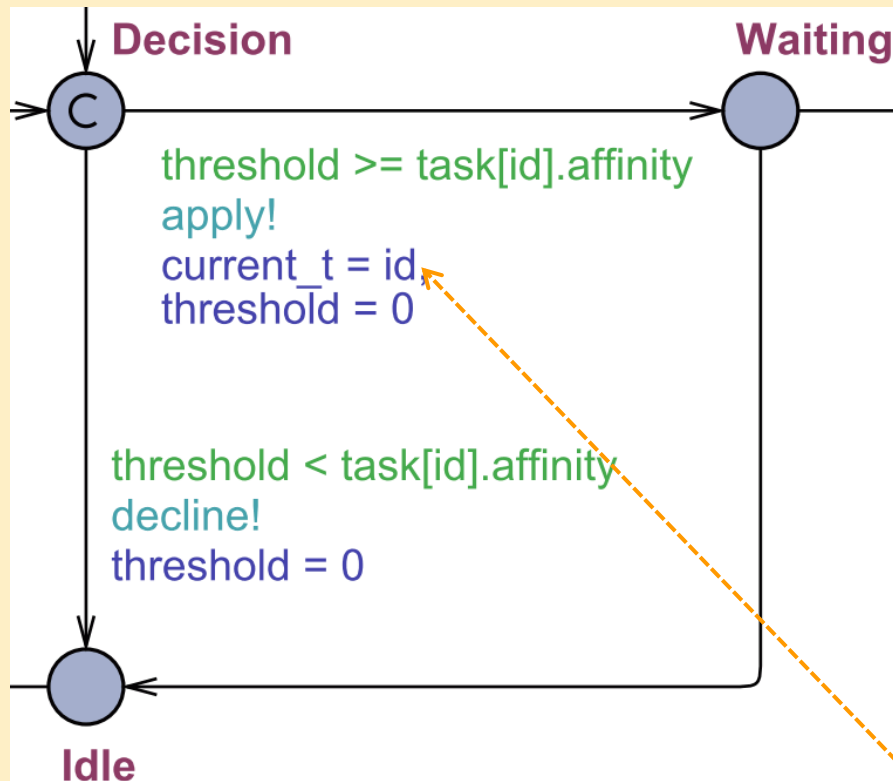 Decision
Waiting
C
threshold >= task[id].affinity
apply!
current_t = id,
threshold = 0
threshold < task[id].affinity
decline!
threshold = 0
Idle